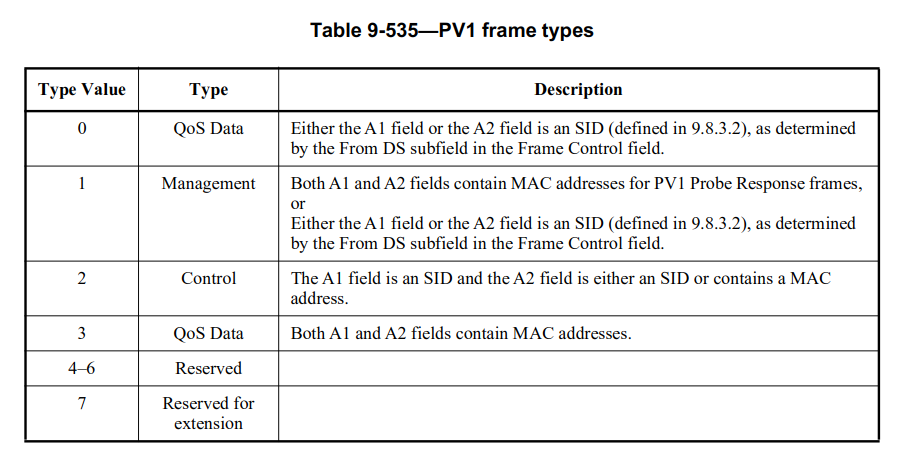 Table 9-535—PV1 frame types
Type Value Type Description
0 QoS Data Either the A1 field or the A2 field is an SID (defined in 9.8.3.2), as determined
by the From DS subfield in the Frame Control field.
1 Management Both A1 and A2 fields contain MAC addresses for PV1 Probe Response frames,
or
Either the A1 field or the A2 field is an SID (defined in 9.8.3.2), as determined
by the From DS subfield in the Frame Control field.
2 Control The A1 field is an SID and the A2 field is either an SID or contains a MAC
address.
3 QoS Data Both A1 and A2 fields contain MAC addresses.
4–6 Reserved
7 Reserved for
extension